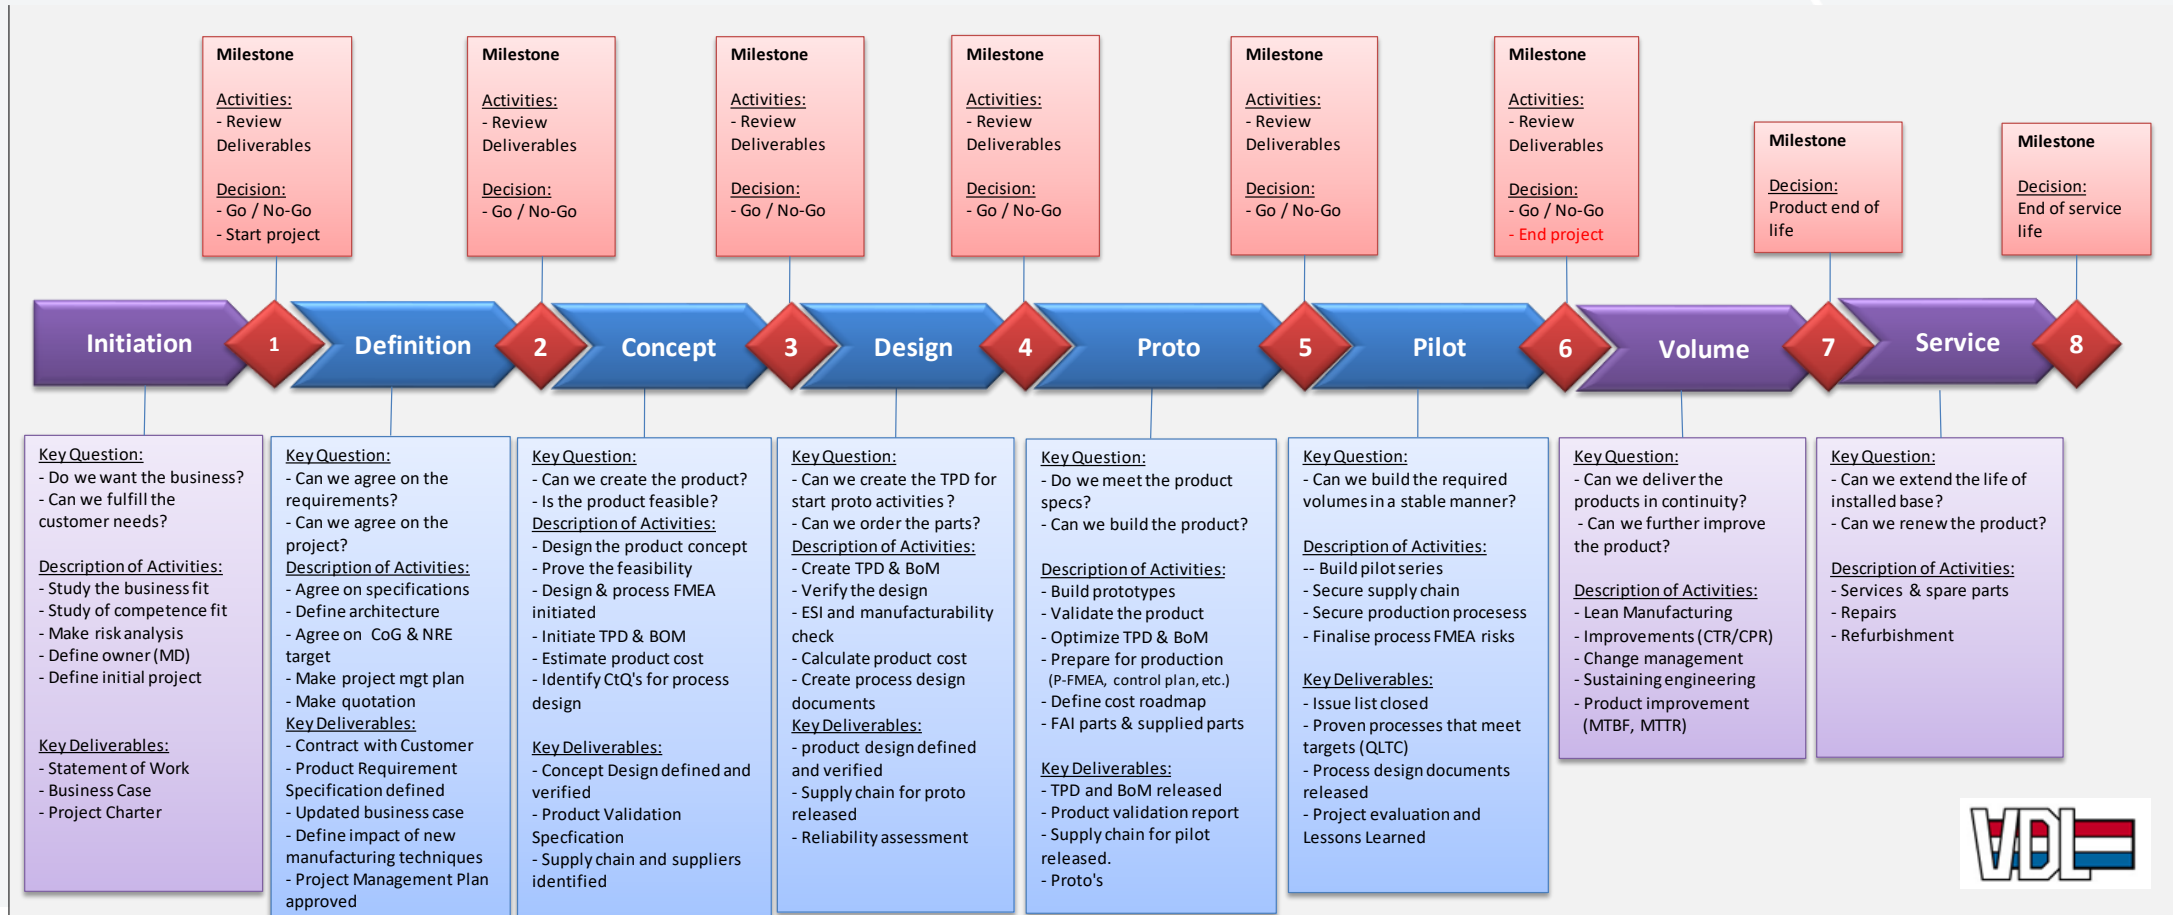 Milestone
Activities:
- Review
Deliverables
Decision:
- Go / No-Go
- Start project
Milestone
Activities:
- Review
Deliverables
Decision:
- Go / No-Go
Milestone
Activities:
- Review
Deliverables
Decision:
- Go / No-Go
Milestone
Activities:
- Review
Deliverables
Decision:
- Go / No-Go
Milestone
Activities:
- Review
Deliverables
Decision:
- Go / No-Go
Milestone
Activities:
- Review
Deliverables
Decision:
- Go / No-Go
- End project
Milestone
Decision:
Product end of
life
Milestone
Decision:
End of service
life
Initiation
1
Definition
2
Concept
3
Design
4
Proto
5
Pilot
6
Volume
7
Service
8
Key Question:
- Do we want the business?
- Can we fulfill the
customer needs?
Description of Activities:
- Study the business fit
- Study of competence fit
- Make risk analysis
- Define owner (MD)
- Define initial project
Key Deliverables:
- Statement of Work
- Business Case
- Project Charter
Key Question:
- Can we agree on the
requirements?
- Can we agree on the
project?
Description of Activities:
- Agree on specifications
- Define architecture
- Agree on CoG & NRE
target
- Make project mgt plan
- Make quotation
Key Deliverables:
- Contract with Customer
- Product Requirement
Specification defined
- Updated business case
- Define impact of new
manufacturing techniques
- Project Management Plan
approved
Key Question:
- Can we create the product?
- Is the product feasible?
Description of Activities:
- Design the product concept
- Prove the feasibility
- Design & process FMEA
initiated
- Initiate TPD & BOM
- Estimate product cost
- Identify CtQ's for process
design
Key Deliverables:
- Concept Design defined and
verified
- Product Validation
Specfication
- Supply chain and suppliers
identified
Key Question:
- Can we create the TPD for
start proto activities ?
- Can we order the parts?
Description of Activities:
- Create TPD & BoM
- Verify the design
- ESI and manufacturability
check
- Calculate product cost
- Create process design
documents
Key Deliverables:
- product design defined
and verified
- Supply chain for proto
released
- Reliability assessment
Key Question:
- Do we meet the product
specs?
- Can we build the product?
Description of Activities:
- Build prototypes
- Validate the product
- Optimize TPD & BoM
- Prepare for production
(P-FMEA, control plan, etc.)
- Define cost roadmap
- FAI parts & supplied parts
Key Deliverables:
- TPD and BoM released
- Product validation report
- Supply chain for pilot
released.
- Proto's
Key Question:
- Can we build the required
volumes in a stable manner?
Description of Activities:
-- Build pilot series
- Secure supply chain
- Secure production procesess
- Finalise process FMEA risks
Key Deliverables:
- Issue list closed
- Proven processes that meet
targets (QLTC)
- Process design documents
released
- Project evaluation and
Lessons Learned
Key Question:
- Can we deliver the
products in continuity?
- Can we further improve
the product?
Description of Activities:
- Lean Manufacturing
- Improvements (CTR/CPR)
- Change management
- Sustaining engineering
- Product improvement
(MTBF, MTTR)
Key Question:
- Can we extend the life of
installed base?
- Can we renew the product?
Description of Activities:
- Services & spare parts
- Repairs
- Refurbishment
VDL